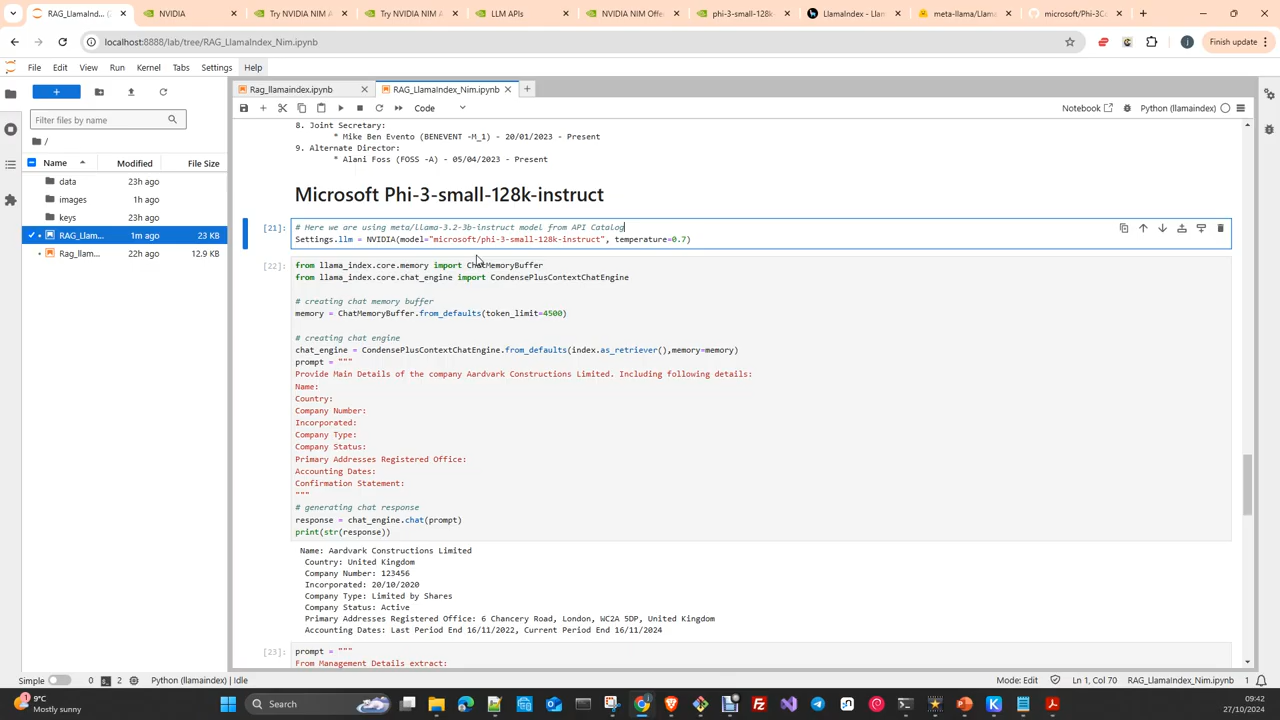 RAG_LlamaIndex_... (
NVIDIA
Try NVIDIA NIM A
Try NVIDIA NIM A
LLM APIs
NVIDIA NIM Offe
phi-3-small-128k-
LlamaIndex - Llam
meta-llama/Llama
microsoft/Phi-3C
localhost:8888/lab/tree/RAG_LlamaIndex_Nim.ipynb
Finish update
File Edit View Run Kernel Tabs Settings Help
Rag_llamaindex.ipynb
RAG_LlamaIndex_Nim.ipynb
Code
Notebook
Python (llamaindex)
Filter files by name
/
Name Modified File Size
data 23h ago
images 1h ago
keys 23h ago
RAG_Llam... 1m ago 23 KB
Rag_llam... 22h ago 12.9 KB
8. Joint Secretary:
* Mike Ben Evento (BENEVENT -M_1) - 20/01/2023 - Present
9. Alternate Director:
* Alani Foss (FOSS -A) - 05/04/2023 - Present
Microsoft Phi-3-small-128k-instruct
[21]:
# Here we are using meta/llama-3.2-3b-instruct model from API Catalog
Settings.llm = NVIDIA(model="microsoft/phi-3-small-128k-instruct", temperature=0.7)
[22]:
from llama_index.core.memory import ChatMemoryBuffer
from llama_index.core.chat_engine import CondensePlusContextChatEngine
# creating chat memory buffer
memory = ChatMemoryBuffer.from_defaults(token_limit=4500)
# creating chat engine
chat_engine = CondensePlusContextChatEngine.from_defaults(index.as_retriever(),memory=memory)
prompt = """
Provide Main Details of the company Aardvark Constructions Limited. Including following details:
Name:
Country:
Company Number:
Incorporated:
Company Type:
Company Status:
Primary Addresses Registered Office:
Accounting Dates:
Confirmation Statement:
"""
# generating chat response
response = chat_engine.chat(prompt)
print(str(response))
Name: Aardvark Constructions Limited
Country: United Kingdom
Company Number: 123456
Incorporated: 20/10/2020
Company Type: Limited by Shares
Company Status: Active
Primary Addresses Registered Office: 6 Chancery Road, London, WC2A 5DP, United Kingdom
Accounting Dates: Last Period End 16/11/2022, Current Period End 16/11/2024
[23]:
prompt = """
From Management Details extract:
Simple
0
2
Python (llamaindex) | Idle
Mode: Edit
Ln 1, Col 70
RAG_LlamaIndex_Nim.ipynb
1
9°C
Mostly sunny
Search
09:42
27/10/2024